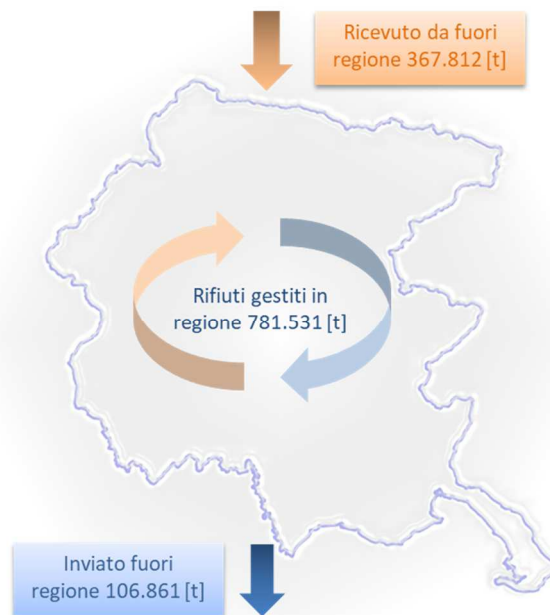 Ricevuto da fuori
regione 367.812 [t]
Rifiuti gestiti in
regione 781.531 [t]
Inviato fuori
regione 106.861 [t]